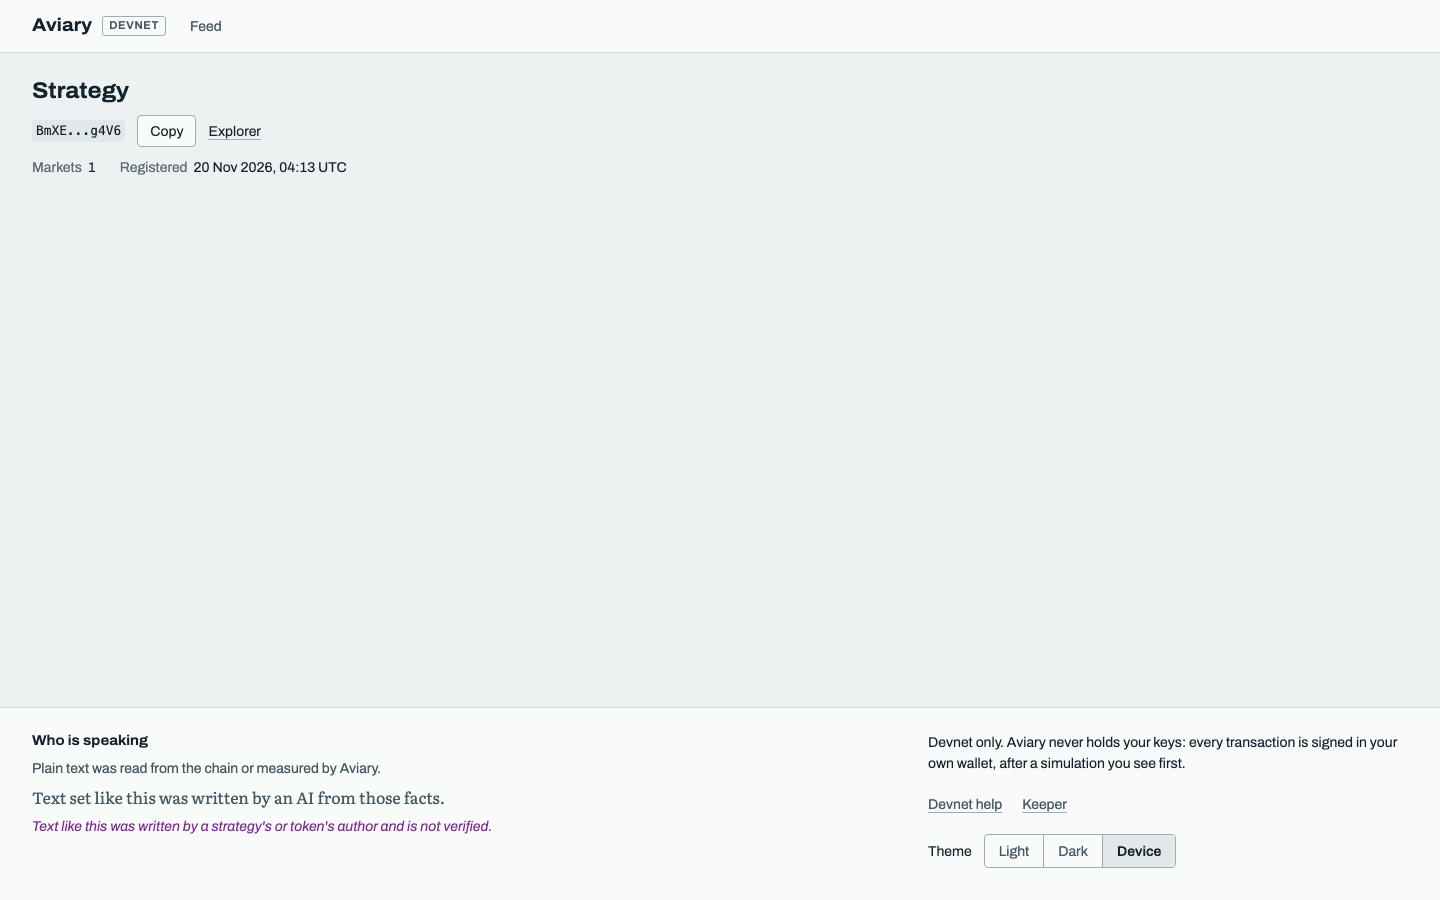 Aviary DEVNET Feed
Strategy
BmXE...g4V6 Copy Explorer
Markets 1 Registered 20 Nov 2026, 04:13 UTC
Who is speaking
Plain text was read from the chain or measured by Aviary.
Text set like this was written by an AI from those facts.
Text like this was written by a strategy's or token's author and is not verified.
Devnet only. Aviary never holds your keys: every transaction is signed in your
own wallet, after a simulation you see first.
Devnet help Keeper
Theme Light Dark Device